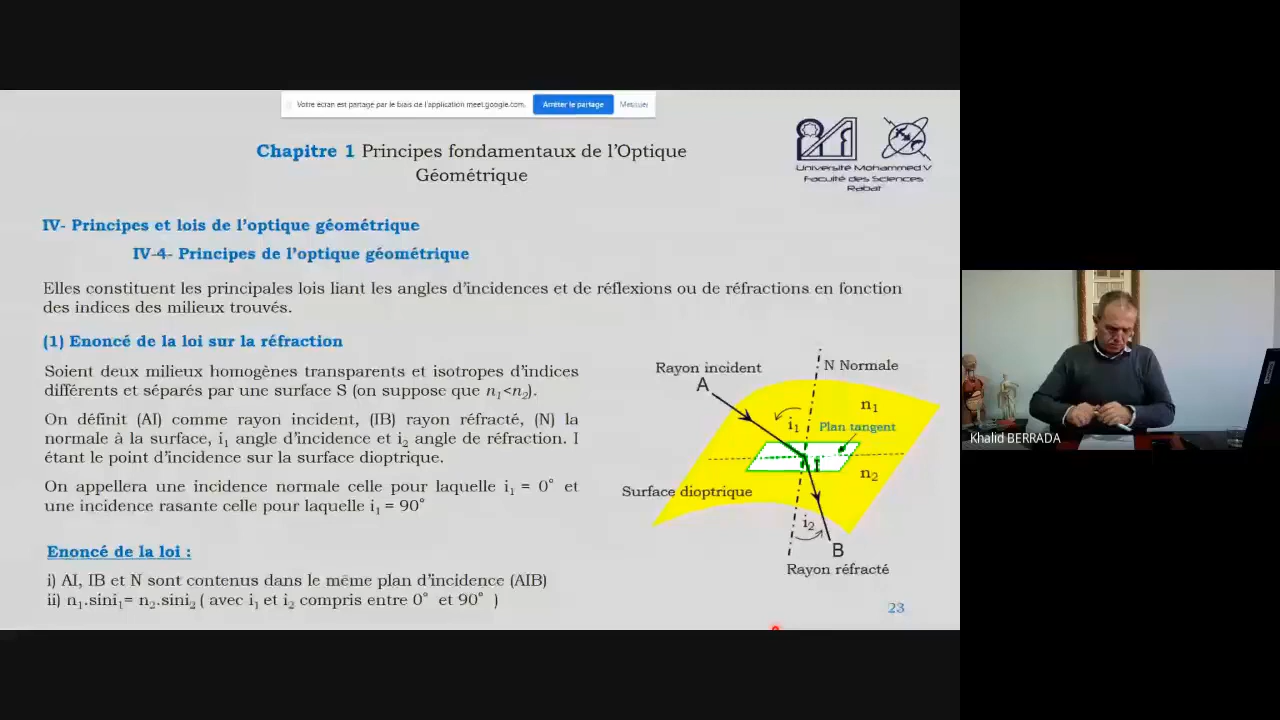 Votre écran est partagé par le biais de l'application meet.google.com.
Arrêter le partage
Masquer
Chapitre 1 Principes fondamentaux de l'Optique
Géométrique
Université Mohammed V
Faculté des Sciences
Rabat
IV- Principes et lois de l'optique géométrique
IV-4- Principes de l'optique géométrique
Elles constituent les principales lois liant les angles d'incidences et de réflexions ou de réfractions en fonction
des indices des milieux trouvés.
(1) Enoncé de la loi sur la réfraction
Soient deux milieux homogènes transparents et isotropes d'indices
différents et séparés par une surface S (on suppose que n₁<n₂).
On définit (AI) comme rayon incident, (IB) rayon réfracté, (N) la
normale à la surface, i₁ angle d'incidence et i₂ angle de réfraction. I
étant le point d'incidence sur la surface dioptrique.
On appellera une incidence normale celle pour laquelle i₁ = 0° et
une incidence rasante celle pour laquelle i₁ = 90°
Enoncé de la loi :
i) AI, IB et N sont contenus dans le même plan d'incidence (AIB)
ii) n₁.sini₁= n₂.sini₂ ( avec i₁ et i₂ compris entre 0° et 90° )
Rayon incident
A
N Normale
n₁
i₁
Plan tangent
I
n₂
Surface dioptrique
i₂
B
Rayon réfracté
23
Khalid BERRADA